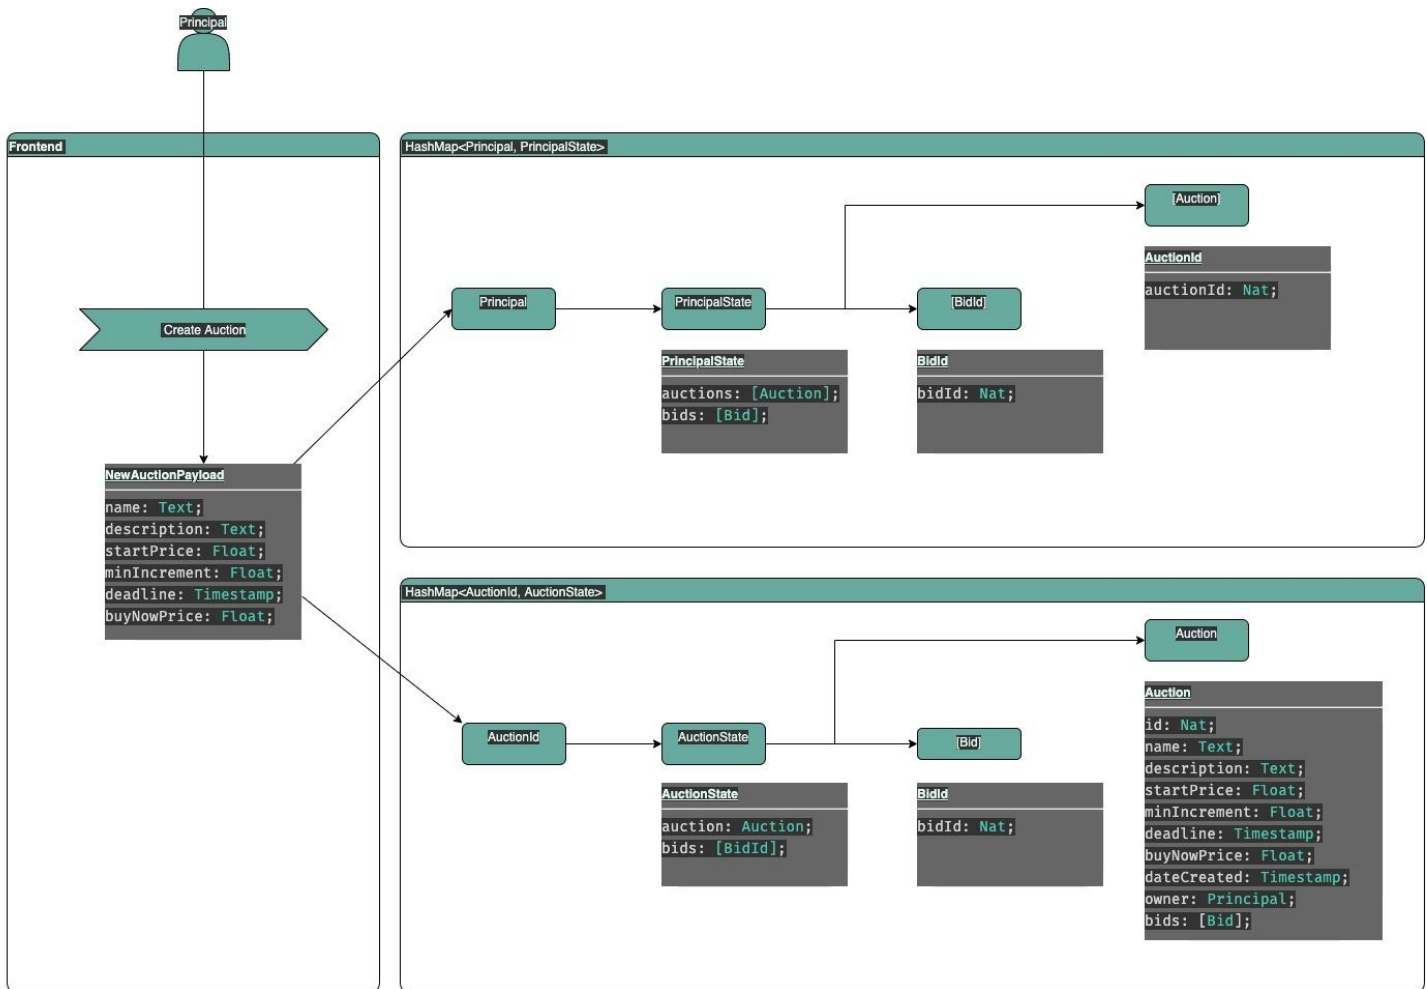 Principal
Frontend
Create Auction
NewAuctionPayload
name: Text;
description: Text;
startPrice: Float;
minIncrement: Float;
deadline: Timestamp;
buyNowPrice: Float;
HashMap<Principal, PrincipalState>
Principal
PrincipalState
[BidId]
[Auction]
PrincipalState
auctions: [Auction];
bids: [Bid];
BidId
bidId: Nat;
AuctionId
auctionId: Nat;
HashMap<AuctionId, AuctionState>
AuctionId
AuctionState
[Bid]
Auction
AuctionState
auction: Auction;
bids: [BidId];
BidId
bidId: Nat;
Auction
id: Nat;
name: Text;
description: Text;
startPrice: Float;
minIncrement: Float;
deadline: Timestamp;
buyNowPrice: Float;
dateCreated: Timestamp;
owner: Principal;
bids: [Bid];